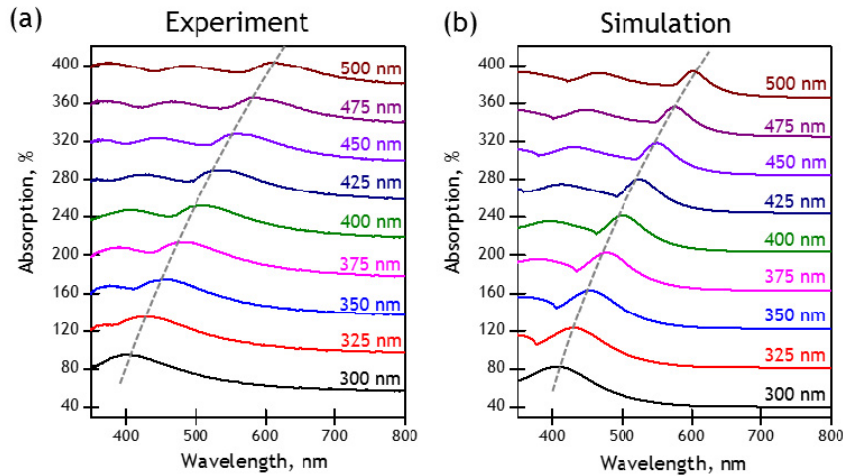 (a) Experiment
400
360
320
280
240
200
160
120
80
40
Absorption, %
500 nm
475 nm
450 nm
425 nm
400 nm
375 nm
350 nm
325 nm
300 nm
400 500 600 700 800
Wavelength, nm
(b) Simulation
400
360
320
280
240
200
160
120
80
40
Absorption, %
500 nm
475 nm
450 nm
425 nm
400 nm
375 nm
350 nm
325 nm
300 nm
400 500 600 700 800
Wavelength, nm